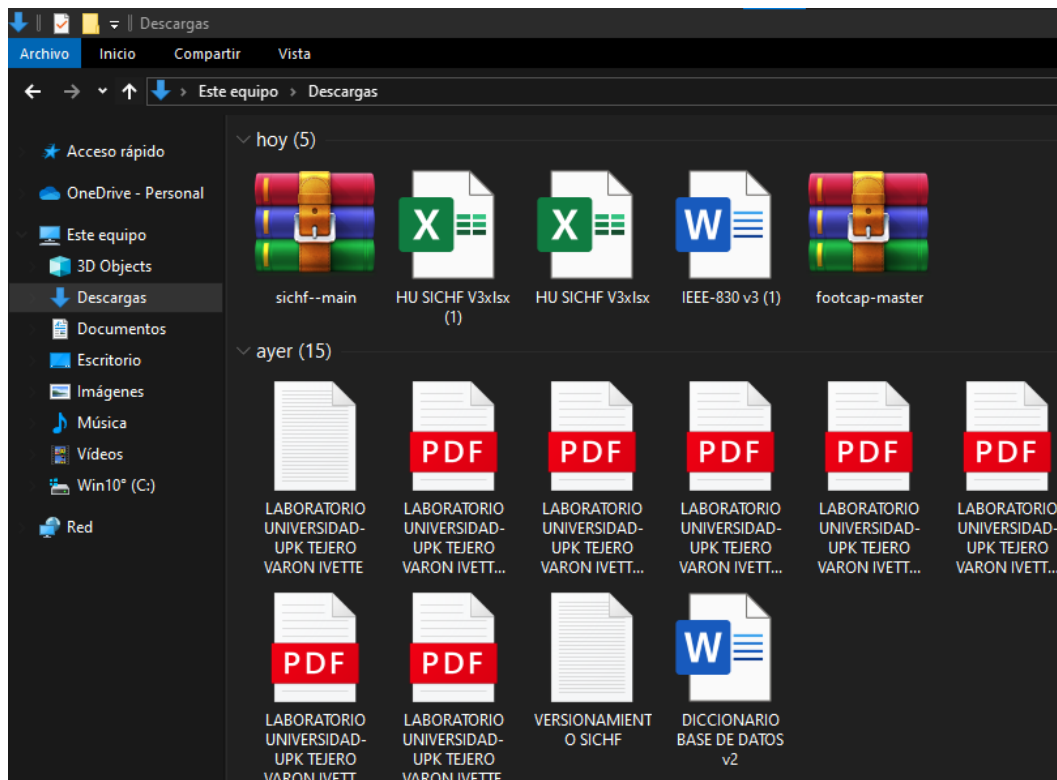 Descargas
Archivo Inicio Compartir Vista
Este equipo > Descargas
Acceso rápido
OneDrive - Personal
Este equipo
3D Objects
Descargas
Documentos
Escritorio
Imágenes
Música
Vídeos
Win10° (C:)
Red
hoy (5)
sichf--main
HU SICHF V3xlsx
(1)
HU SICHF V3xlsx
IEEE-830 v3 (1)
footcap-master
ayer (15)
LABORATORIO
UNIVERSIDAD-
UPK TEJERO
VARON IVETTE
PDF
LABORATORIO
UNIVERSIDAD-
UPK TEJERO
VARON IVETT...
PDF
LABORATORIO
UNIVERSIDAD-
UPK TEJERO
VARON IVETT...
PDF
LABORATORIO
UNIVERSIDAD-
UPK TEJERO
VARON IVETT...
PDF
LABORATORIO
UNIVERSIDAD-
UPK TEJERO
VARON IVETT...
PDF
LABORATORIO
UNIVERSIDAD-
UPK TEJERO
VARON IVETT...
PDF
LABORATORIO
UNIVERSIDAD-
UPK TEJERO
VARON IVETT
PDF
LABORATORIO
UNIVERSIDAD-
UPK TEJERO
VARON IVETTE
VERSIONAMIENT
O SICHF
DICCIONARIO
BASE DE DATOS
v2